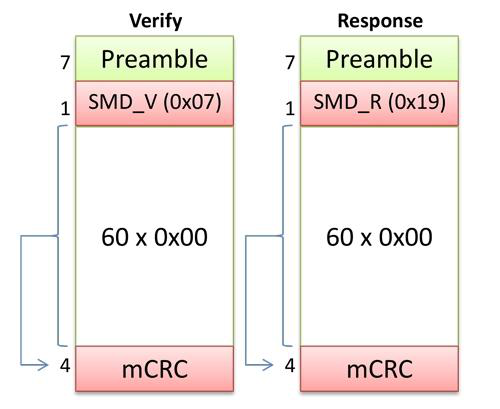 Verify
7 Preamble
1 SMD_V (0x07)
60 x 0x00
4 mCRC
Response
7 Preamble
1 SMD_R (0x19)
60 x 0x00
4 mCRC